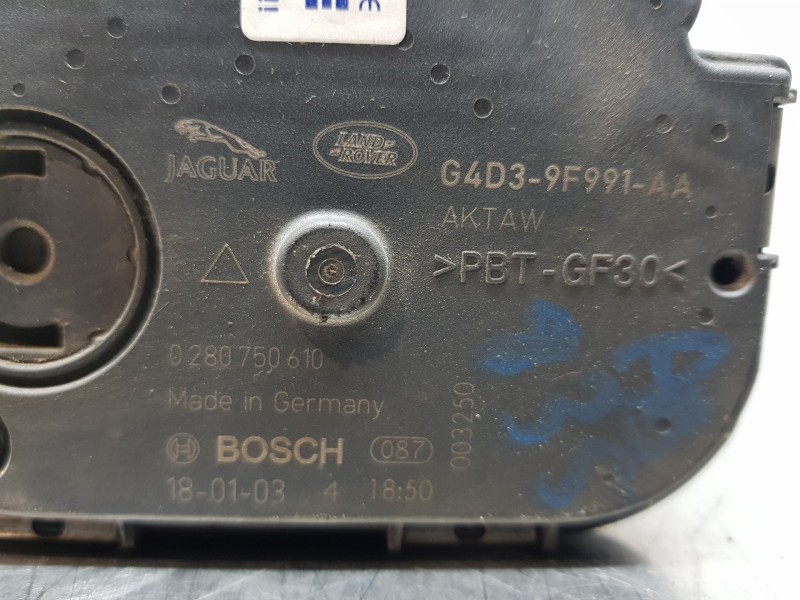 JAGUAR
LAND
ROVER
G4D3-9F991-AA
AKTAW
>PBT-GF30<
0 280 750 610
Made in Germany
BOSCH 087
003250
18-01-03 4 18:50